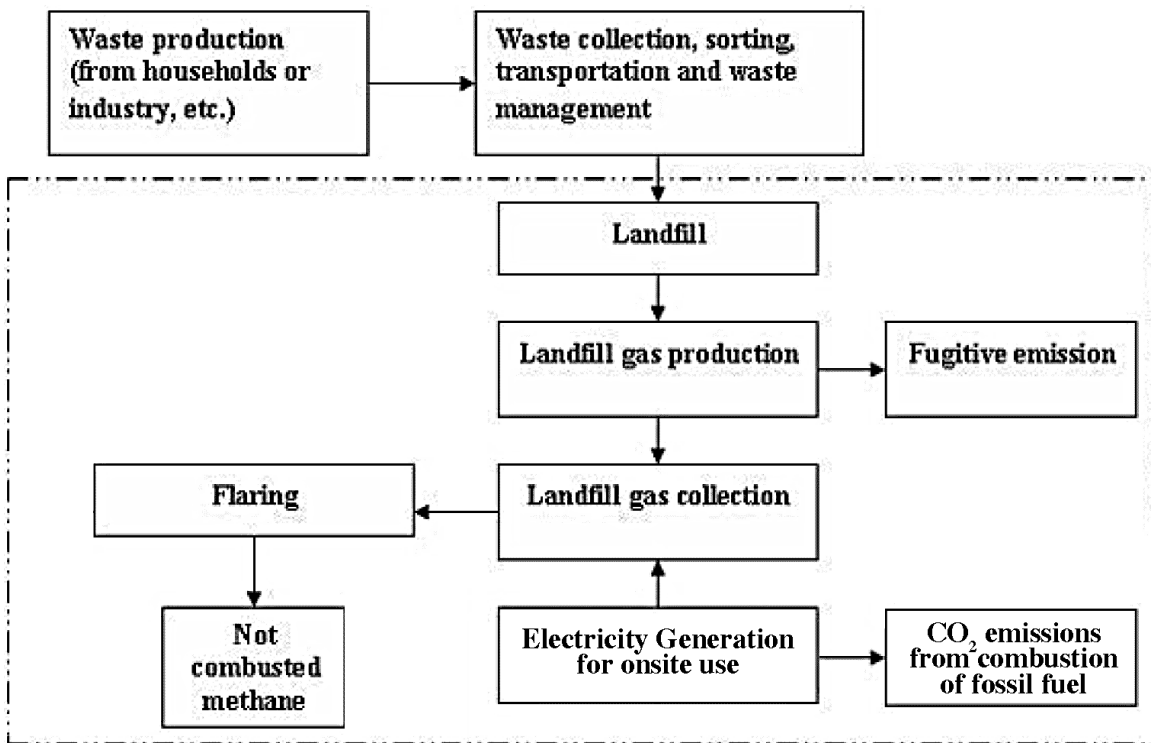 Waste production
(from households or
industry, etc.)
Waste collection, sorting,
transportation and waste
management
Landfill
Landfill gas production
Fugitive emission
Flaring
Landfill gas collection
Not
combusted
methane
Electricity Generation
for onsite use
CO₂ emissions
from combustion
of fossil fuel